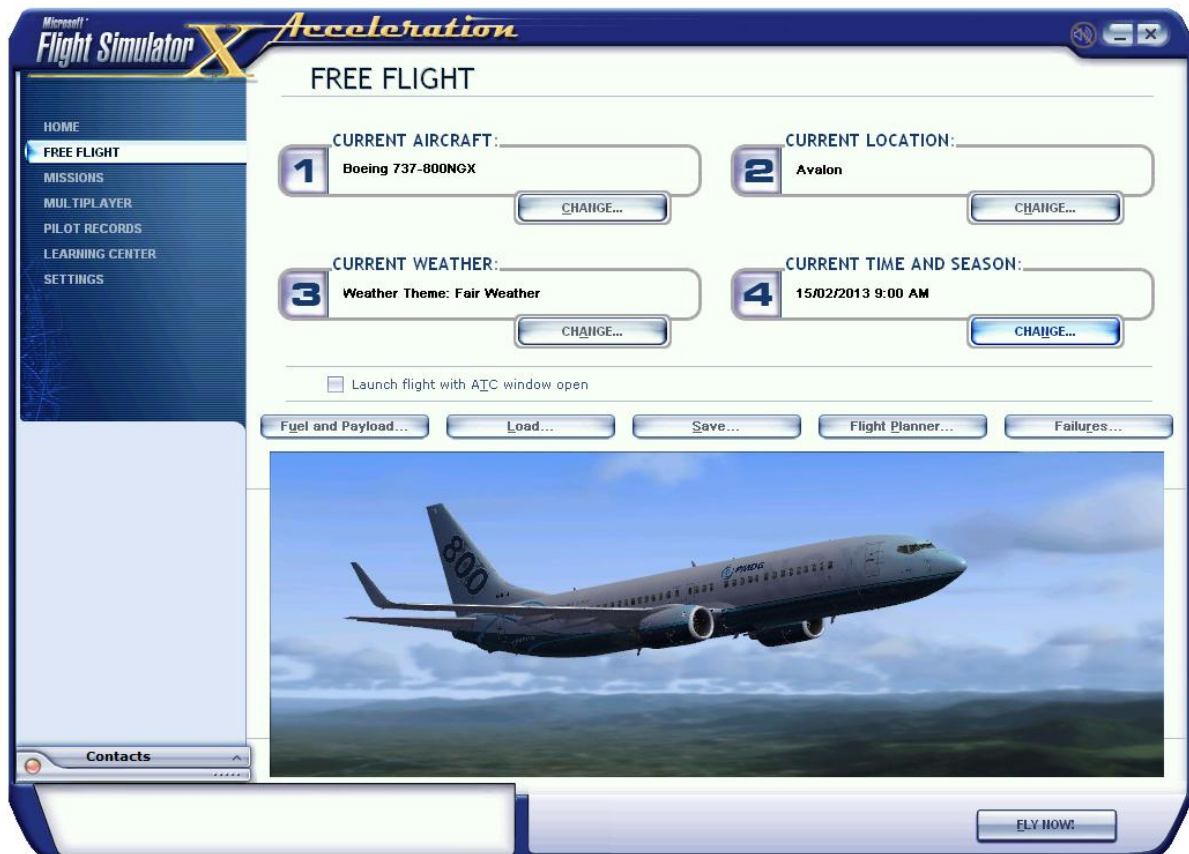 Microsoft
Flight Simulator X
Acceleration
FREE FLIGHT
HOME
FREE FLIGHT
MISSIONS
MULTIPLAYER
PILOT RECORDS
LEARNING CENTER
SETTINGS
1
CURRENT AIRCRAFT:
Boeing 737-800NGX
CHANGE...
2
CURRENT LOCATION:
Avalon
CHANGE...
3
CURRENT WEATHER:
Weather Theme: Fair Weather
CHANGE...
4
CURRENT TIME AND SEASON:
15/02/2013 9:00 AM
CHANGE...
Launch flight with ATC window open
Fuel and Payload...
Load...
Save...
Flight Planner...
Failures...
800
PMDG
Contacts
FLY NOW!